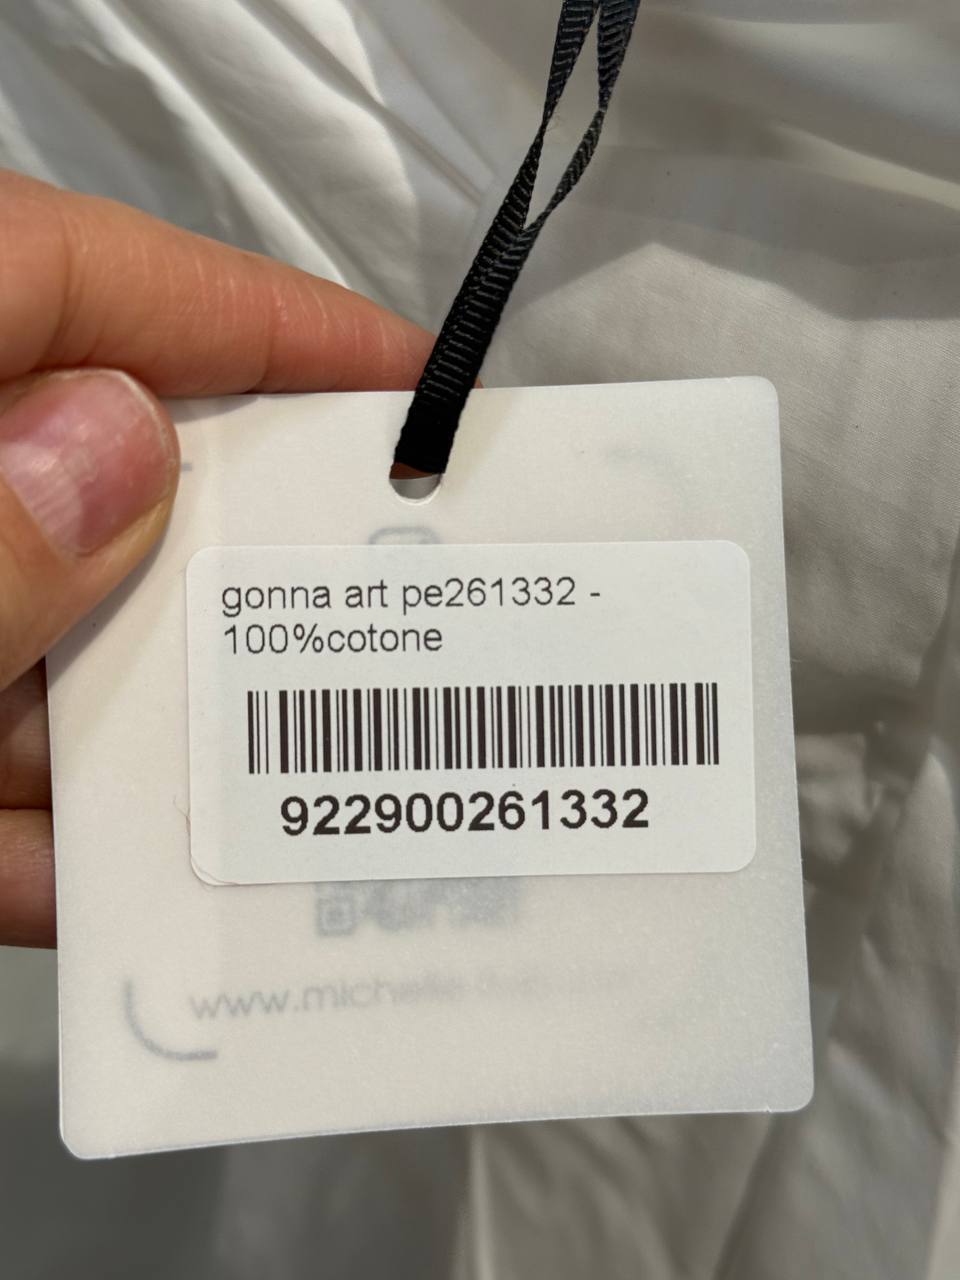 gonna art pe261332 -
100%cotone
922900261332